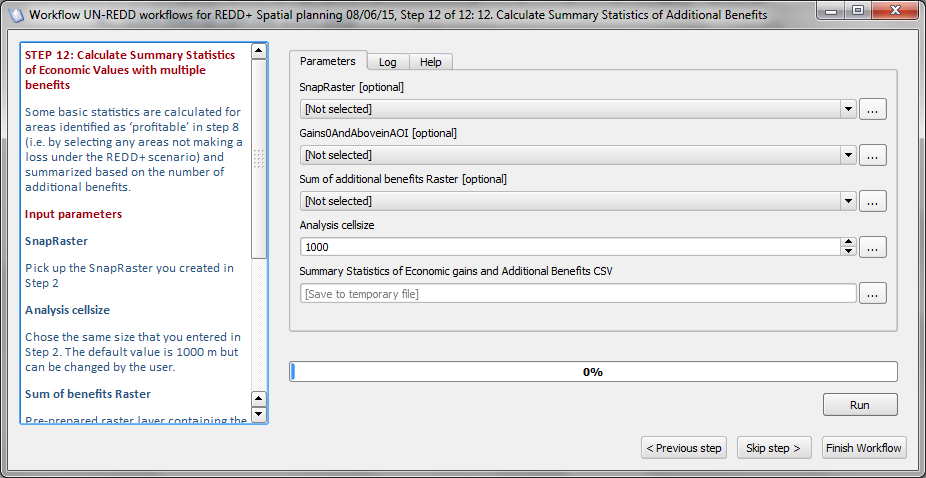 Workflow UN-REDD workflows for REDD+ Spatial planning 08/06/15, Step 12 of 12: 12. Calculate Summary Statistics of Additional Benefits
STEP 12: Calculate Summary Statistics
of Economic Values with multiple
benefits
Some basic statistics are calculated for
areas identified as ‘profitable’ in step 8
(i.e. by selecting any areas not making a
loss under the REDD+ scenario) and
summarized based on the number of
additional benefits.
Input parameters
SnapRaster
Pick up the SnapRaster you created in
Step 2
Analysis cellsize
Chose the same size that you entered in
Step 2. The default value is 1000 m but
can be changed by the user.
Sum of benefits Raster
Pre-prepared raster layer containing the
Parameters
Log
Help
SnapRaster [optional]
[Not selected]
...
Gains0AndAboveinAOI [optional]
[Not selected]
...
Sum of additional benefits Raster [optional]
[Not selected]
...
Analysis cellsize
1000
...
Summary Statistics of Economic gains and Additional Benefits CSV
[Save to temporary file]
...
0%
Run
< Previous step
Skip step >
Finish Workflow